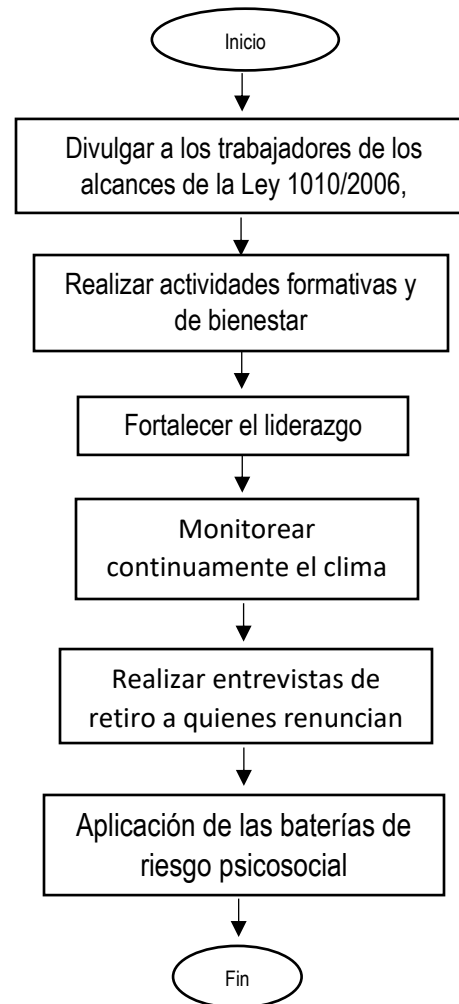 Inicio
Divulgar a los trabajadores de los
alcances de la Ley 1010/2006,
Realizar actividades formativas y
de bienestar
Fortalecer el liderazgo
Monitorear
continuamente el clima
Realizar entrevistas de
retiro a quienes renuncian
Aplicación de las baterías de
riesgo psicosocial
Fin